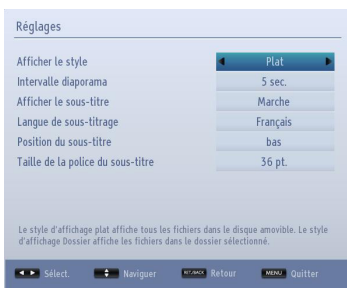 Réglages
Afficher le style Plat
Intervalle diaporama 5 sec.
Afficher le sous-titre Marche
Langue de sous-titrage Français
Position du sous-titre bas
Taille de la police du sous-titre 36 pt.
Le style d'affichage plat affiche tous les fichiers dans le disque amovible. Le style
d'affichage Dossier affiche les fichiers dans le dossier sélectionné.
Sélect. Naviguer RET./BACK Retour MENU Quitter